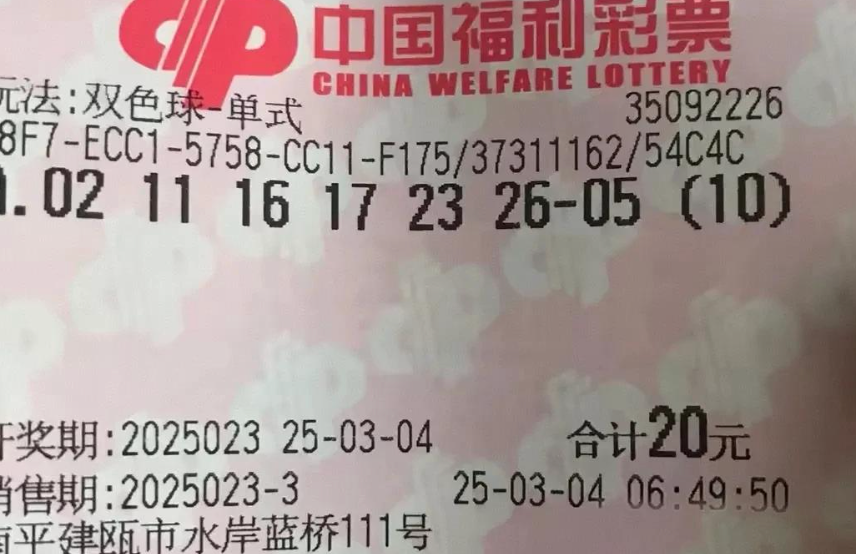 中国福利彩票
CHINA WELFARE LOTTERY
玩法:双色球-单式 35092226
8F7-ECC1-5758-CC11-F175/37311162/54C4C
1.02 11 16 17 23 26-05 (10)
开奖期:2025023 25-03-04 合计20元
销售期:2025023-3 25-03-04 06:49:50
南平建瓯市水岸蓝桥111号